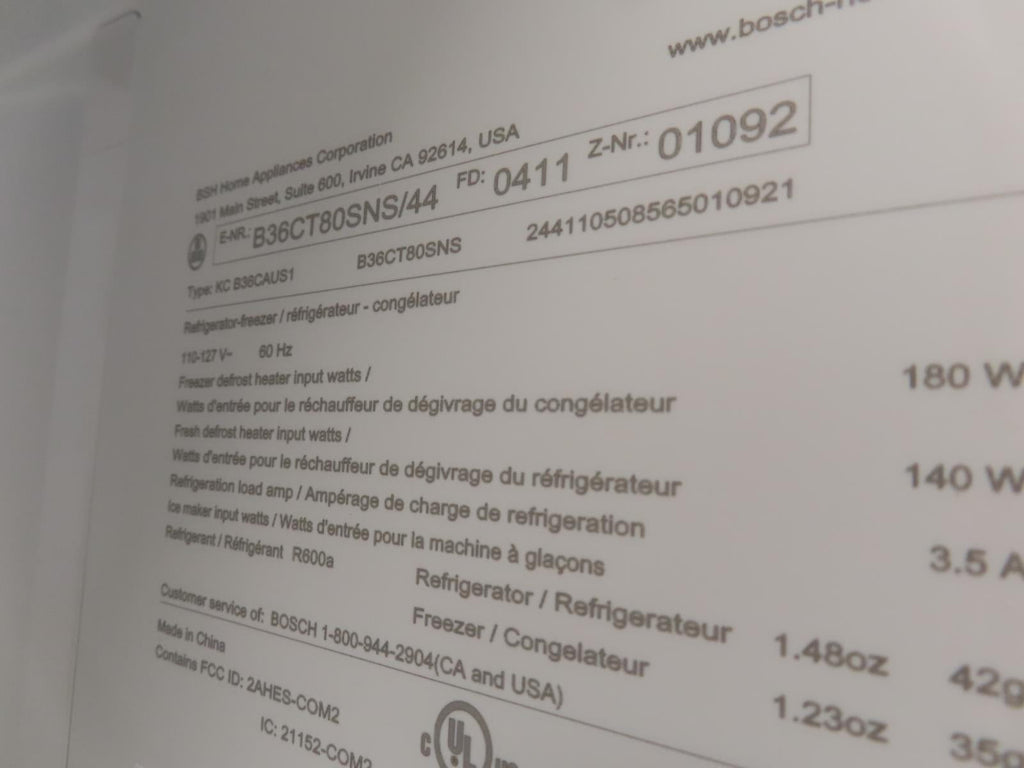 www.bosch-h
BSH Home Appliances Corporation
1901 Main Street, Suite 600, Irvine CA 92614, USA
E-NR.: B36CT80SNS/44 FD: 0411 Z-Nr.: 01092
Type: KC B36CAUS1 B36CT80SNS 244110508565010921
Refrigerator-freezer / réfrigérateur - congélateur
110-127 V~ 60 Hz
Freezer defrost heater input watts /
Watts d'entrée pour le réchauffeur de dégivrage du congélateur 180 W
Fresh defrost heater input watts /
Watts d'entrée pour le réchauffeur de dégivrage du réfrigérateur 140 W
Refrigeration load amp / Ampérage de charge de refrigeration 3.5 A
Ice maker input watts / Watts d'entrée pour la machine à glaçons
Refrigerant / Réfrigérant R600a
Refrigerator / Refrigerateur 1.48oz 42g
Freezer / Congelateur 1.23oz 35g
Customer service of: BOSCH 1-800-944-2904(CA and USA)
Made in China
Contains FCC ID: 2AHES-COM2
IC: 21152-COM2
c UL us